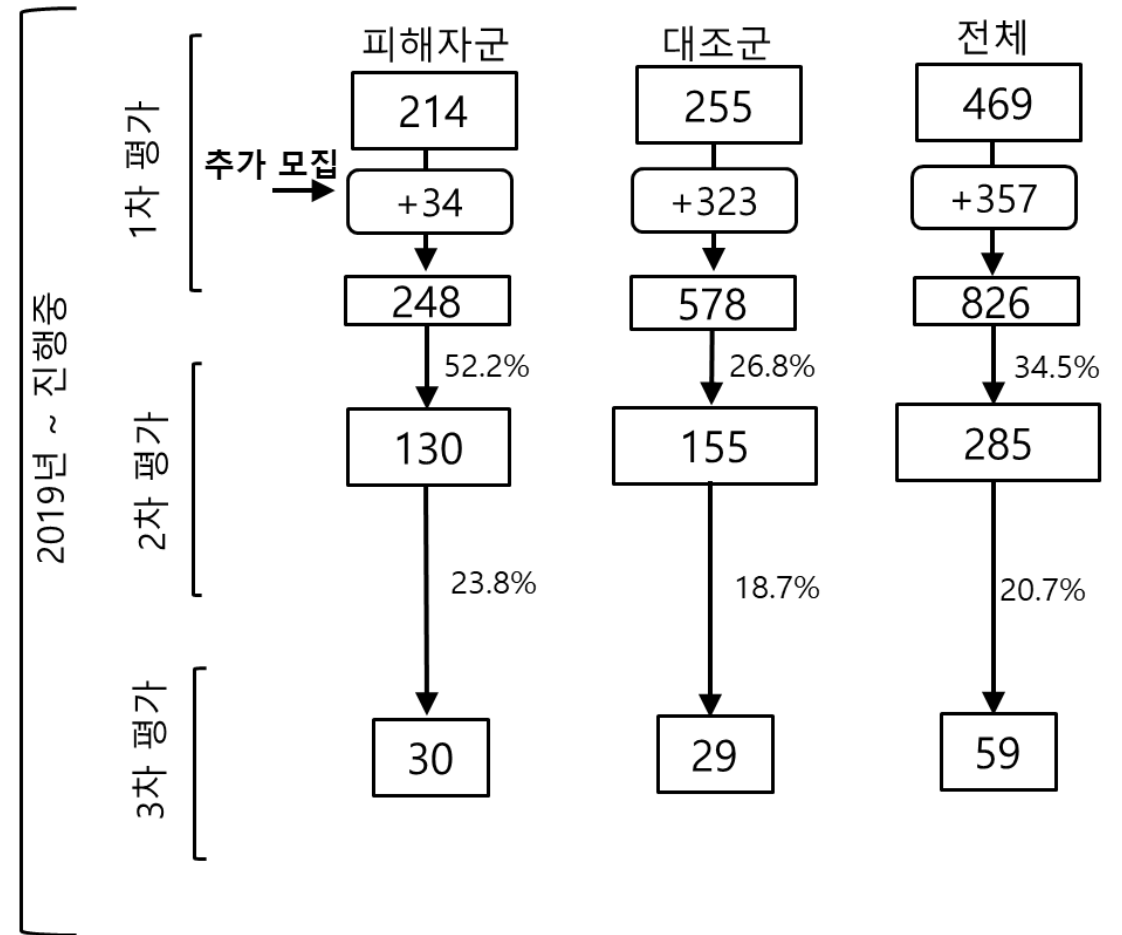 피해자군 대조군 전체
214 255 469
1차 평가
추가 모집
+34 +323 +357
248 578 826
2019년 ~ 진행중
52.2% 26.8% 34.5%
2차 평가
130 155 285
23.8% 18.7% 20.7%
3차 평가
30 29 59